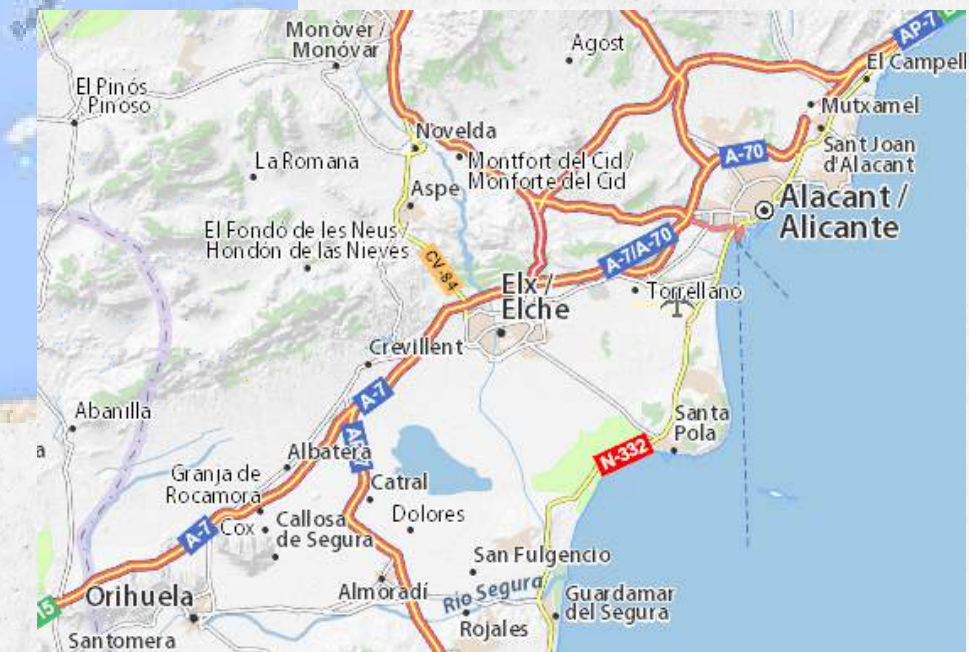 Monòver /
Monóvar
Agost
AP-7
El Campell
El Pinós
Pinoso
Mutxamel
Novelda
Sant Joan
d'Alacant
La Romana
Montfort del Cid /
Monforte del Cid
A-70
Aspe
Alacant /
Alicante
El Fondó de les Neus
Hondón de las Nieves
CV-84
A-7/A-70
Elx /
Elche
Torrellano
Crevillent
A-7
Abanilla
Santa
Pola
N-332
Albatera
Granja de
Rocamora
Catral
A-7
Cox
Callosa
de Segura
Dolores
San Fulgencio
Orihuela
Almoradí
Río Segura
Guardamar
del Segura
Rojales
Santomera